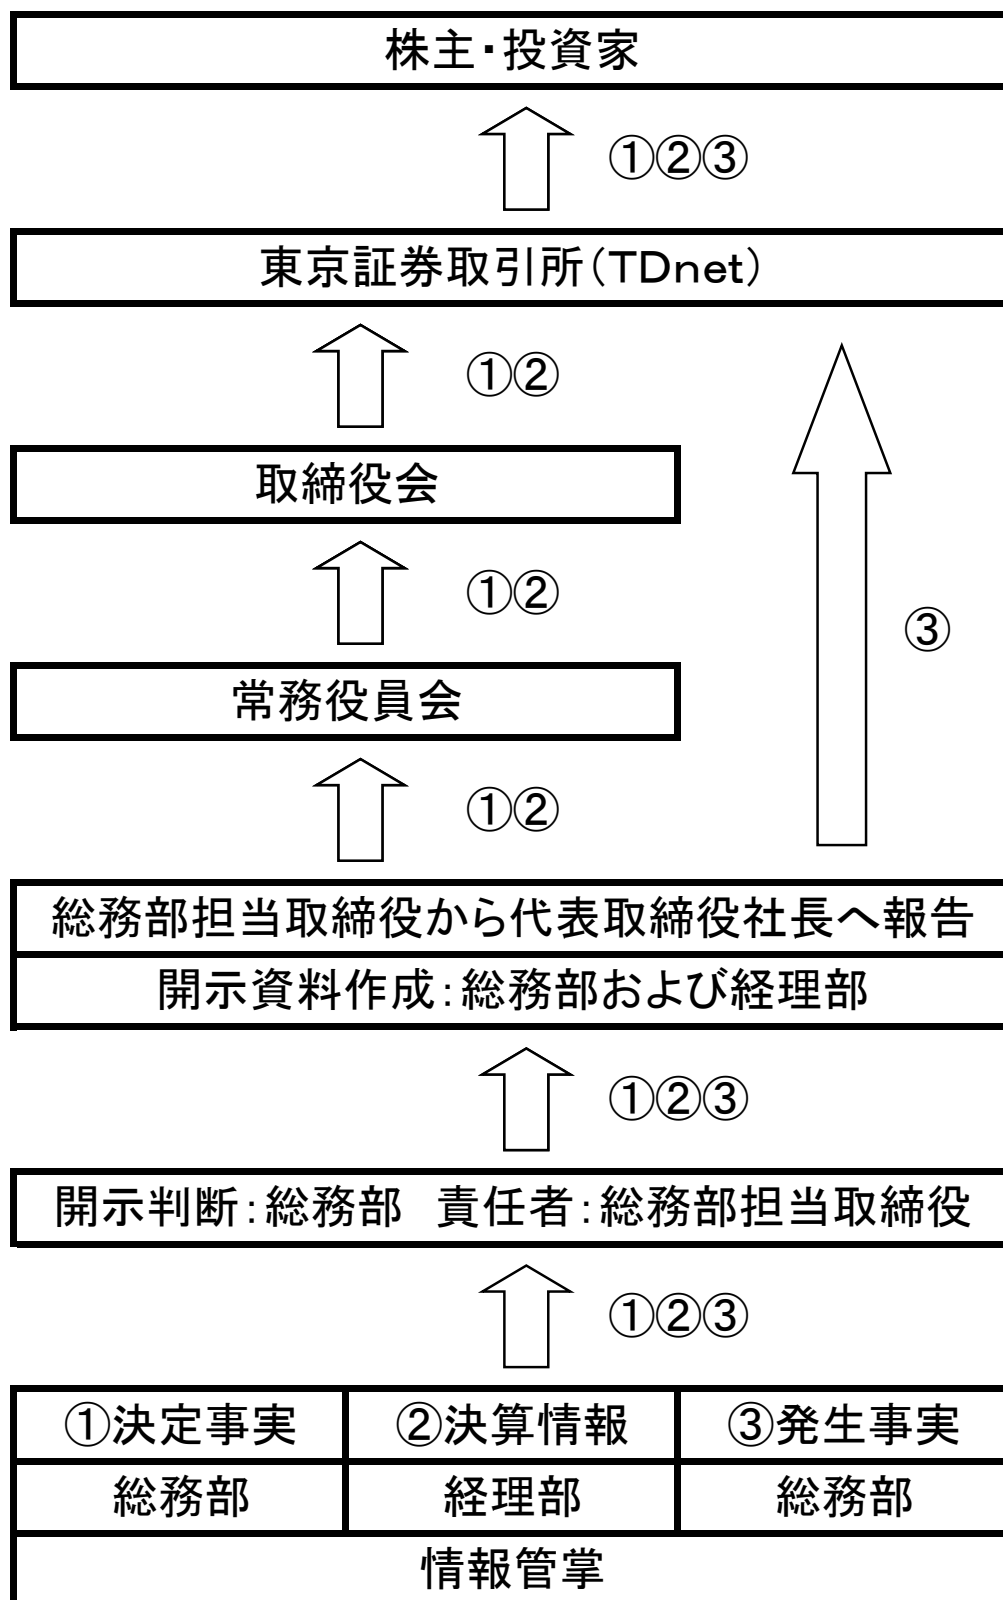 株主・投資家
①②③
東京証券取引所(TDnet)
①②
取締役会
①②
③
常務役員会
①②
総務部担当取締役から代表取締役社長へ報告
開示資料作成:総務部および経理部
①②③
開示判断:総務部　責任者:総務部担当取締役
①②③
①決定事実 ②決算情報 ③発生事実
総務部 経理部 総務部
情報管掌